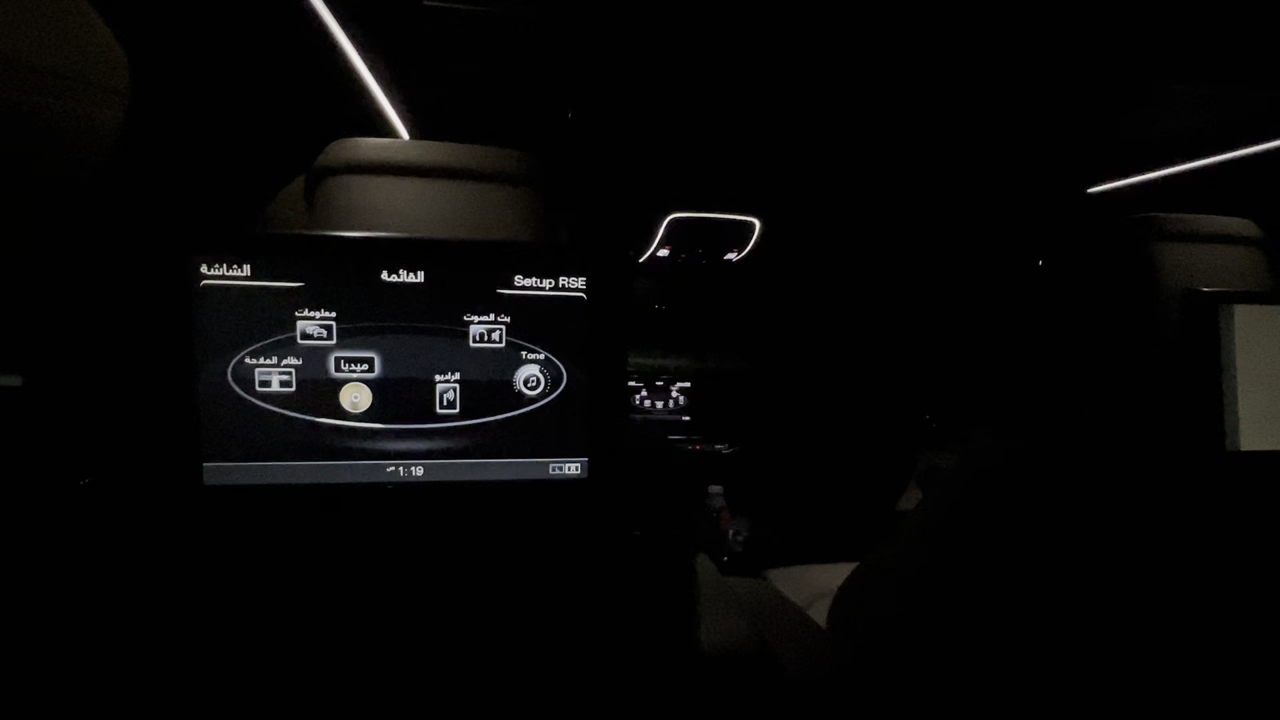 الشاشة
القائمة
Setup RSE
معلومات
بث الصوت
نظام الملاحة
ميديا
الراديو
Tone
1:19 ص